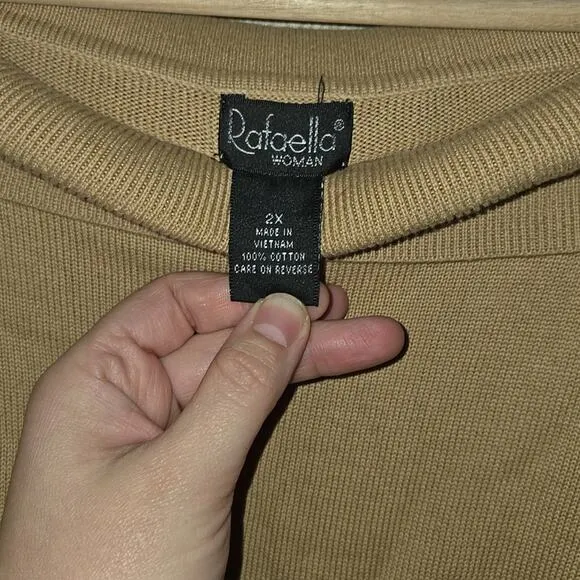 Rafaella®
WOMAN
2X
MADE IN
VIETNAM
100% COTTON
CARE ON REVERSE